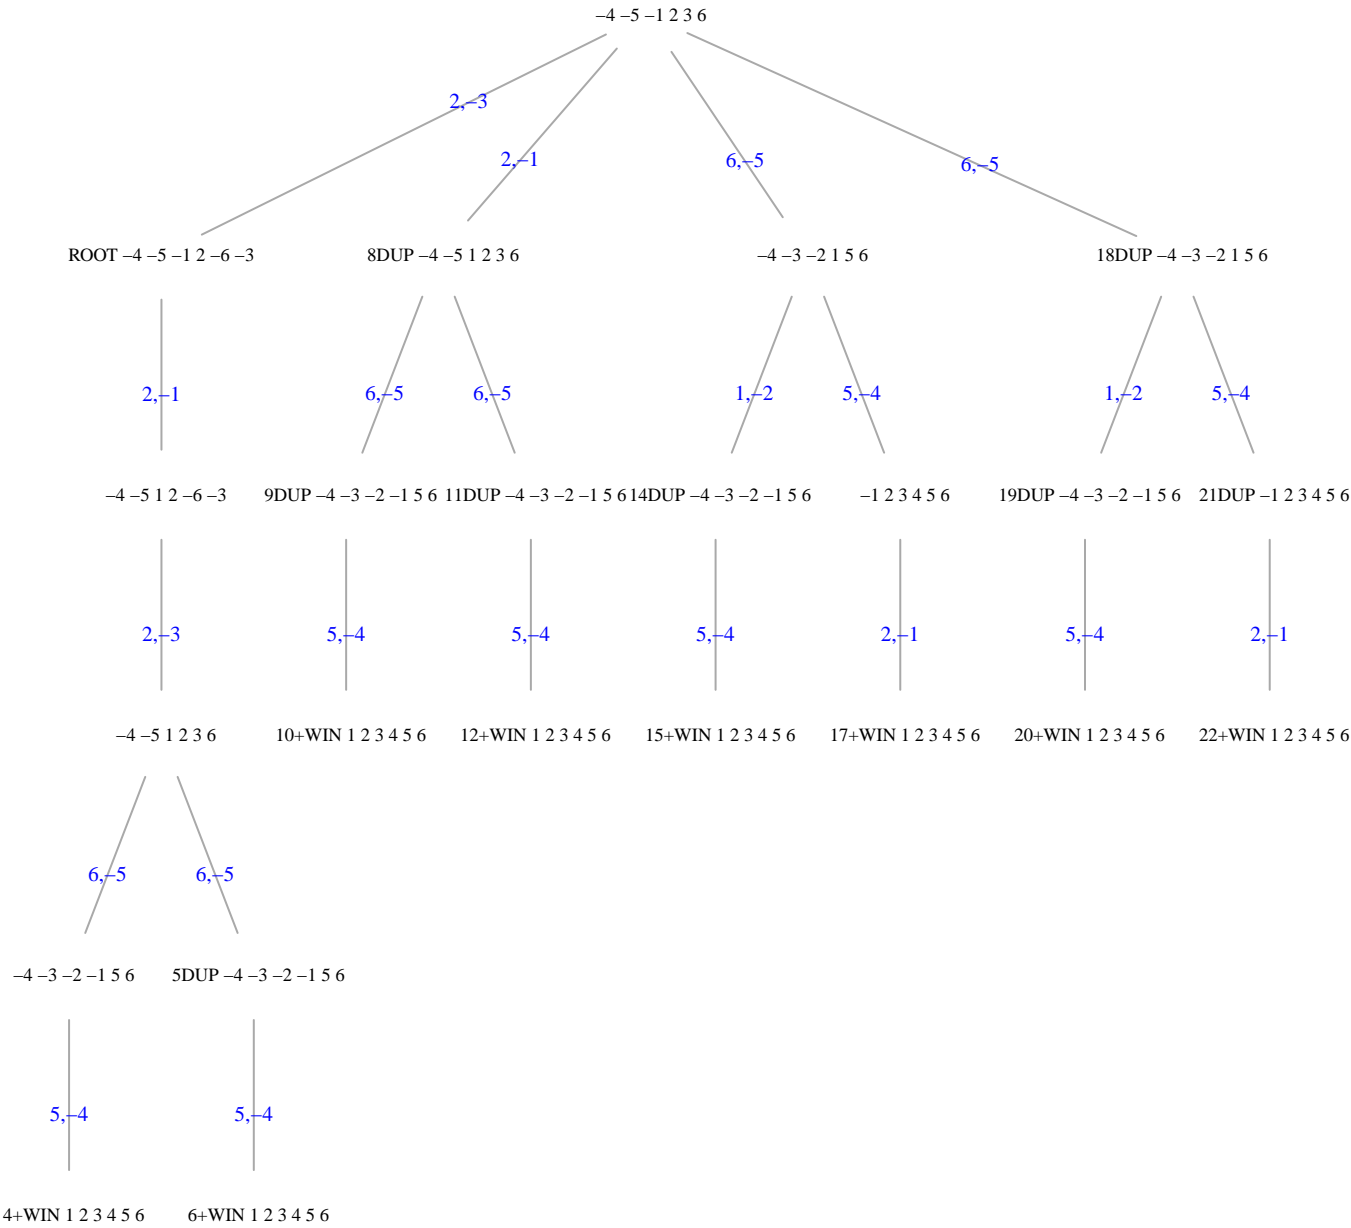 –4 –5 –1 2 3 6
2,–3
2,–1
6,–5
6,–5
ROOT –4 –5 –1 2 –6 –3
8DUP –4 –5 1 2 3 6
–4 –3 –2 1 5 6
18DUP –4 –3 –2 1 5 6
2,–1
6,–5
6,–5
1,–2
5,–4
1,–2
5,–4
–4 –5 1 2 –6 –3
9DUP –4 –3 –2 –1 5 6
11DUP –4 –3 –2 –1 5 6
14DUP –4 –3 –2 –1 5 6
–1 2 3 4 5 6
19DUP –4 –3 –2 –1 5 6
21DUP –1 2 3 4 5 6
2,–3
5,–4
5,–4
5,–4
2,–1
5,–4
2,–1
–4 –5 1 2 3 6
10+WIN 1 2 3 4 5 6
12+WIN 1 2 3 4 5 6
15+WIN 1 2 3 4 5 6
17+WIN 1 2 3 4 5 6
20+WIN 1 2 3 4 5 6
22+WIN 1 2 3 4 5 6
6,–5
6,–5
–4 –3 –2 –1 5 6
5DUP –4 –3 –2 –1 5 6
5,–4
5,–4
4+WIN 1 2 3 4 5 6
6+WIN 1 2 3 4 5 6